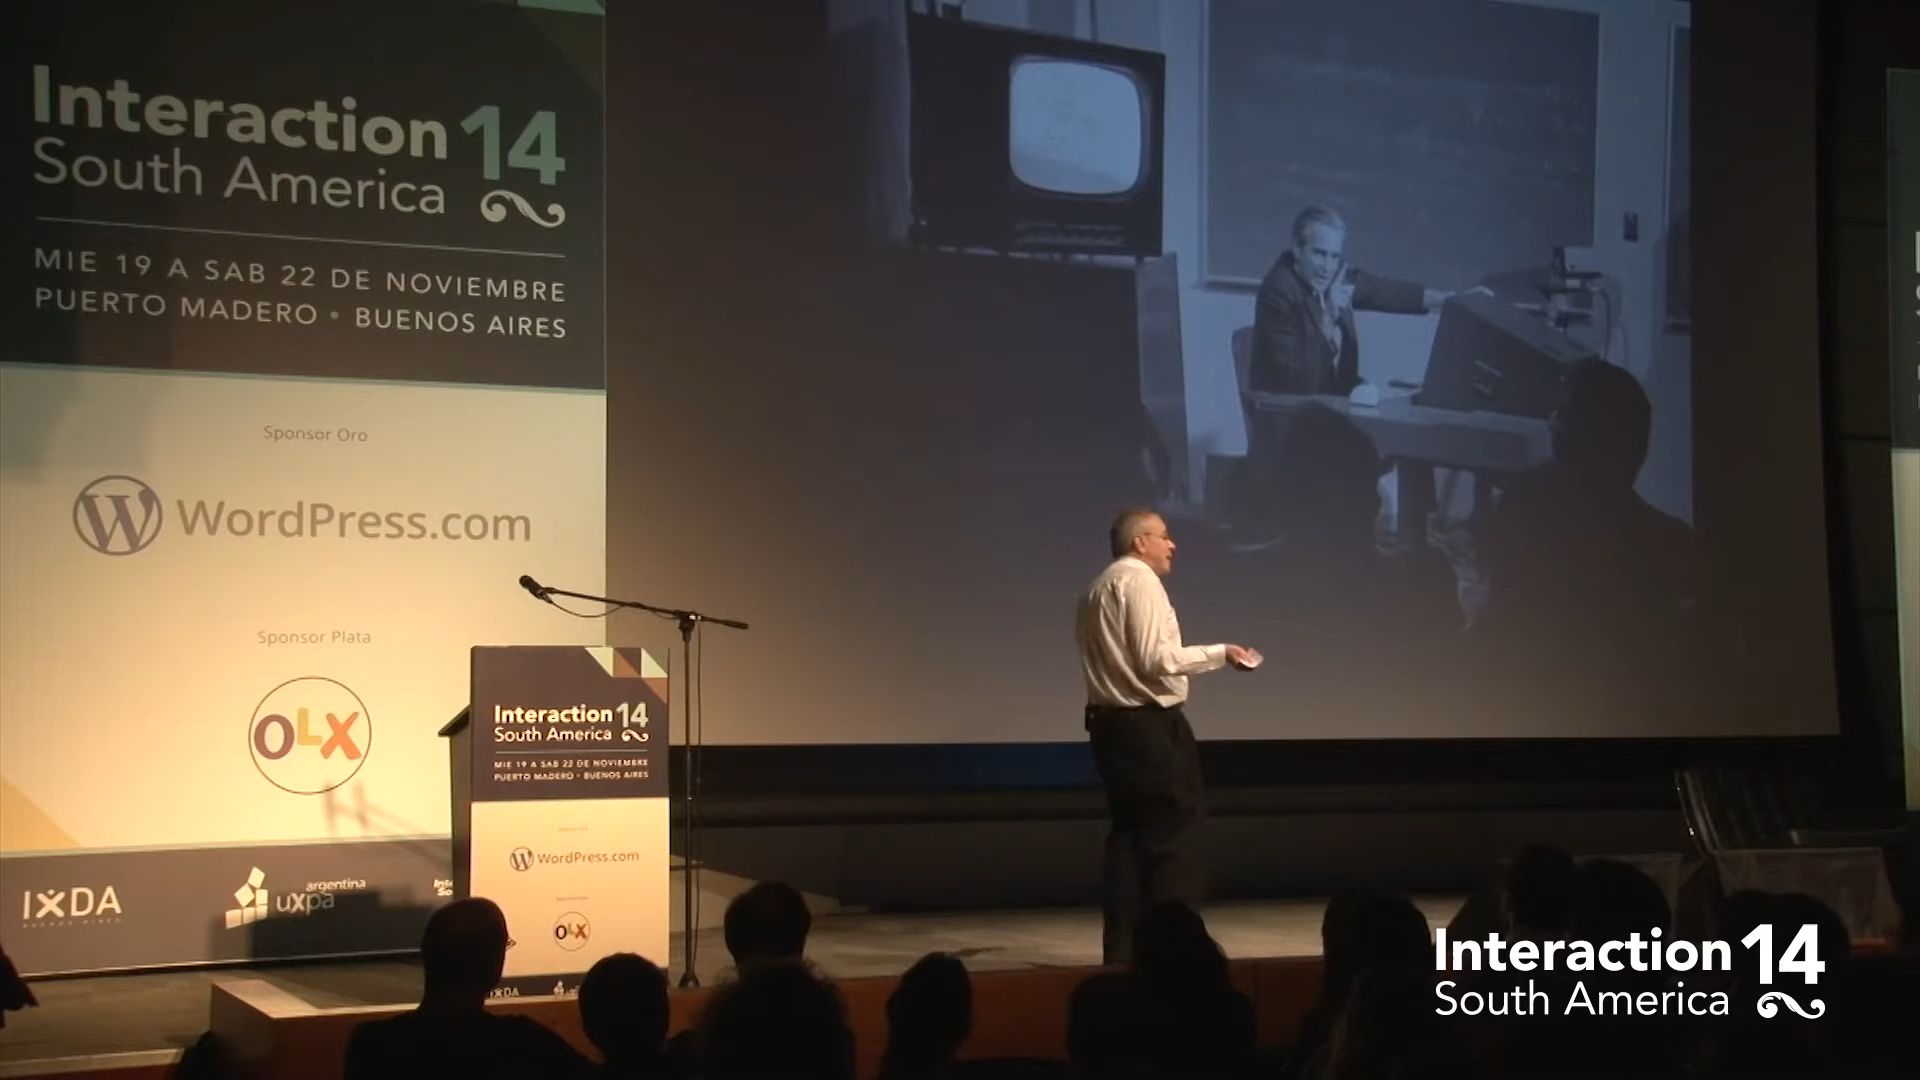 Interaction 14
South America
MIE 19 A SAB 22 DE NOVIEMBRE
PUERTO MADERO • BUENOS AIRES
Sponsor Oro
WordPress.com
Sponsor Plata
OLX
IXDA
argentina
uxpa
Interaction 14
South America
MIE 19 A SAB 22 DE NOVIEMBRE
PUERTO MADERO • BUENOS AIRES
WordPress.com
OLX
IXDA
Interaction 14
South America